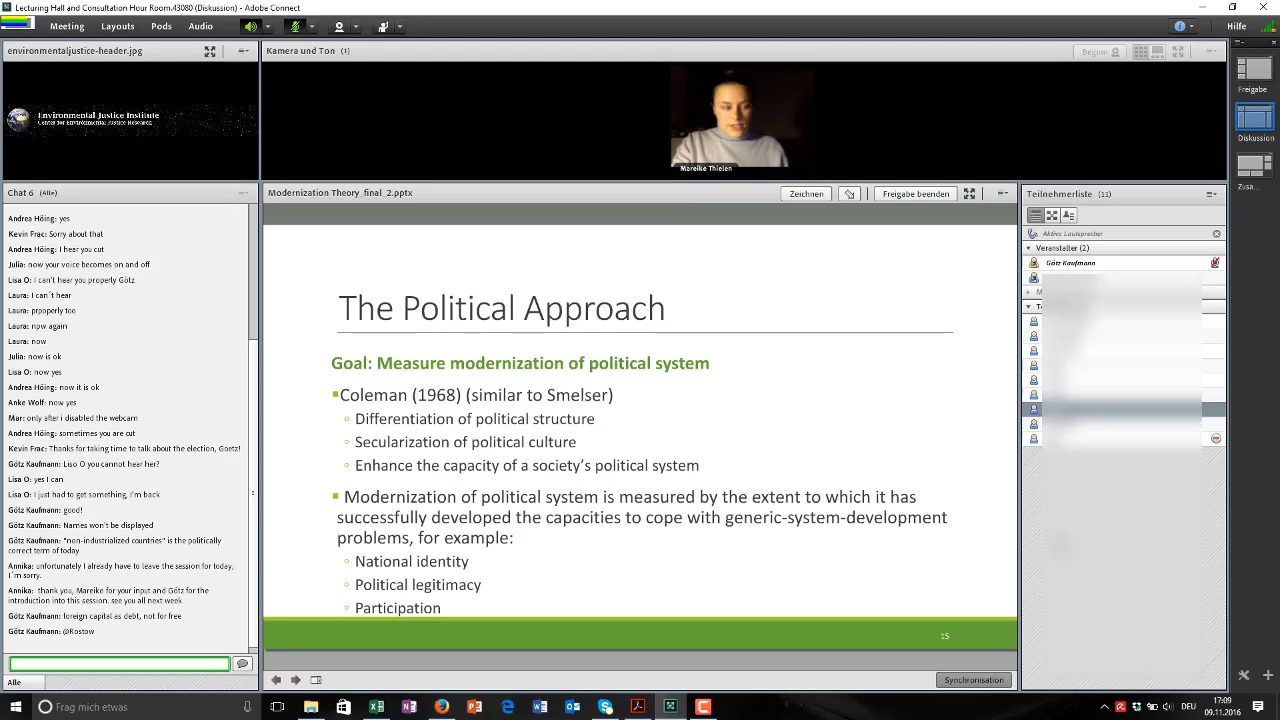 Lecturing Hall and Consultation Hour Room.43080 (Diskussion) - Adobe Connect
Meeting Layouts Pods Audio Hilfe
environmentaljustice-header.jpg
Environmental Justice Institute
Center for Environmental Justice Research
Kamera und Ton (1)
Beginn
Mareike Thielen
Freigabe
Diskussion
Zusa...
Chat 6 (Alle)
Andrea Höing: yes
Kevin Frac: Sorry about that
Andrea Höing: I hear you cut
Julia: now your voice becomes on and off
Lisa O: I can't hear you properly Götz
Laura: I can´t hear
Laura: prpoperly too
Laura: npw again
Laura: now
Julia: now is ok
Lisa O: now yes
Andrea Höing: now it is ok
Anke Wolf: now yes
Mar: only after i disabled the webcam
Andrea Höing: sometimes you are cut
Kevin Frac: Thanks for taking time to talk about the election, Goetz!
Götz Kaufmann: Liso O you cannot hear her?
Lisa O: yes I can
Lisa O: I just had to get something, I'm back
Götz Kaufmann: good!
Götz Kaufmann: Names won't be displayed
Götz Kaufmann: "non-industrialized countries" is the politically
correct term of today
Annika: unfortunately I already have to leave the session for today,
I´m sorry.
Annika: thank you, Mareike for your input and Götz for the
introduction into this session. see you all next week
Götz Kaufmann: foreign capital as debt, not for free
Götz Kaufmann: @Rostow
Alle
Modernization Theory_final_2.pptx
Zeichnen
Freigabe beenden
The Political Approach
Goal: Measure modernization of political system
Coleman (1968) (similar to Smelser)
Differentiation of political structure
Secularization of political culture
Enhance the capacity of a society's political system
Modernization of political system is measured by the extent to which it has
successfully developed the capacities to cope with generic-system-development
problems, for example:
National identity
Political legitimacy
Participation
15
Synchronisation
Teilnehmerliste (11)
Aktive Lautsprecher
Veranstalter (2)
Götz Kaufmann
Frag mich etwas
DEU
17:09
09.11.2016